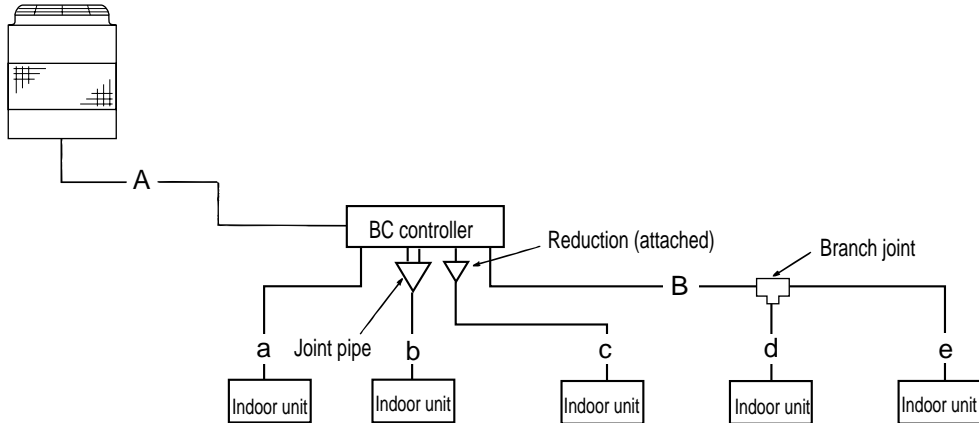 A
BC controller
Reduction (attached)
Branch joint
B
Joint pipe
a
b
c
d
e
Indoor unit
Indoor unit
Indoor unit
Indoor unit
Indoor unit